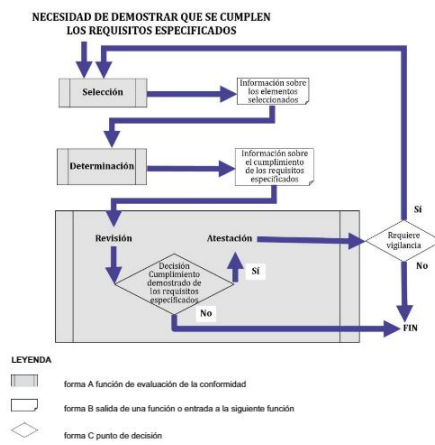 NECESIDAD DE DEMOSTRAR QUE SE CUMPLEN
LOS REQUISITOS ESPECIFICADOS
Selección
Información sobre
los elementos
seleccionados
Determinación
Información sobre
el cumplimiento
de los requisitos
especificados
Revisión
Atestación
Decisión
Cumplimiento
demostrado de
los requisitos
especificados
Sí
No
Requiere
vigilancia
Sí
No
FIN
LEYENDA
forma A función de evaluación de la conformidad
forma B salida de una función o entrada a la siguiente función
forma C punto de decisión